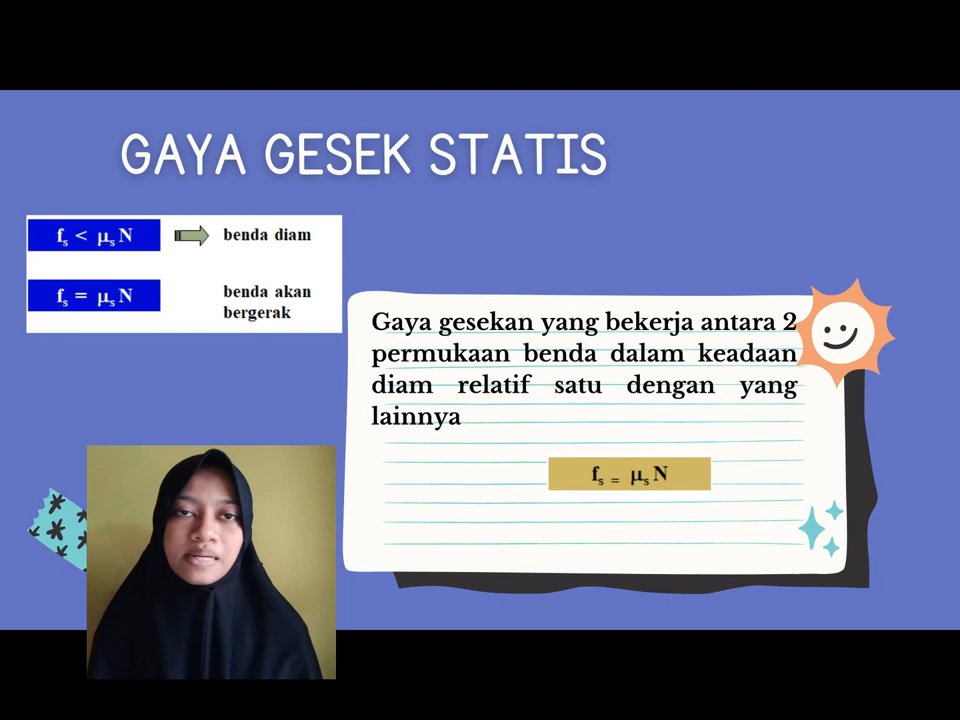 GAYA GESEK STATIS
fₛ < μₛ N
benda diam
fₛ = μₛ N
benda akan
bergerak
Gaya gesekan yang bekerja antara 2
permukaan benda dalam keadaan
diam relatif satu dengan yang
lainnya
fₛ = μₛ N